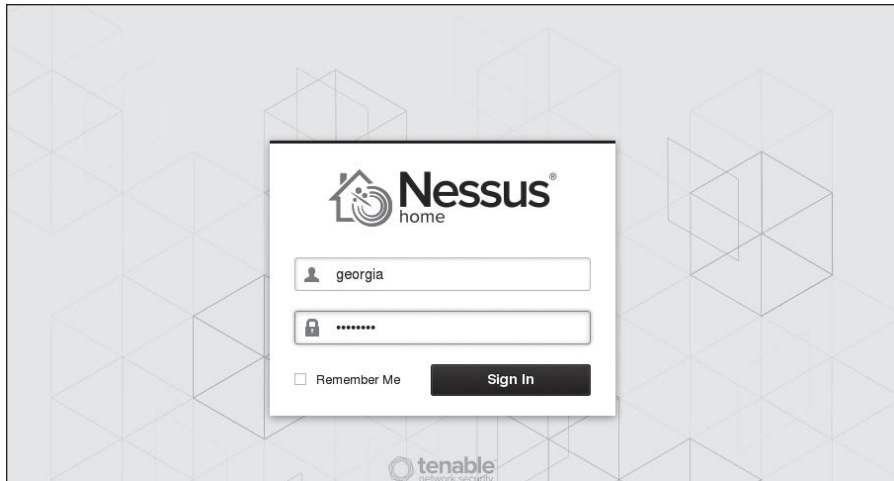 Nessus®
home
georgia
••••••••
Remember Me
Sign In
tenable
network security